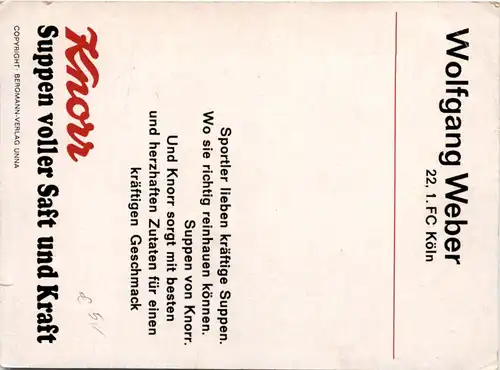 Wolfgang Weber
22, 1. FC Köln
Sportler lieben kräftige Suppen.
Wo sie richtig reinhauen können.
Suppen von Knorr.
Und Knorr sorgt mit besten
und herzhaften Zutaten für einen
kräftigen Geschmack
Knorr
Suppen voller Saft und Kraft
COPYRIGHT: BERGMANN-VERLAG UNNA